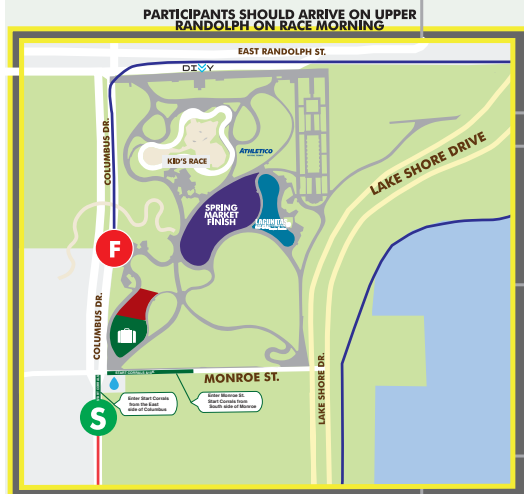 PARTICIPANTS SHOULD ARRIVE ON UPPER
RANDOLPH ON RACE MORNING
EAST RANDOLPH ST.
DIVVY
COLUMBUS DR.
KID'S RACE
ATHLETICO
LAKE SHORE DRIVE
SPRING
MARKET
FINISH
LAGUNITAS
F
COLUMBUS DR.
MONROE ST.
LAKE SHORE DR.
S
Enter Start Corrals
from the East
side of Columbus
Enter Monroe St.
Start Corrals from
South side of Monroe